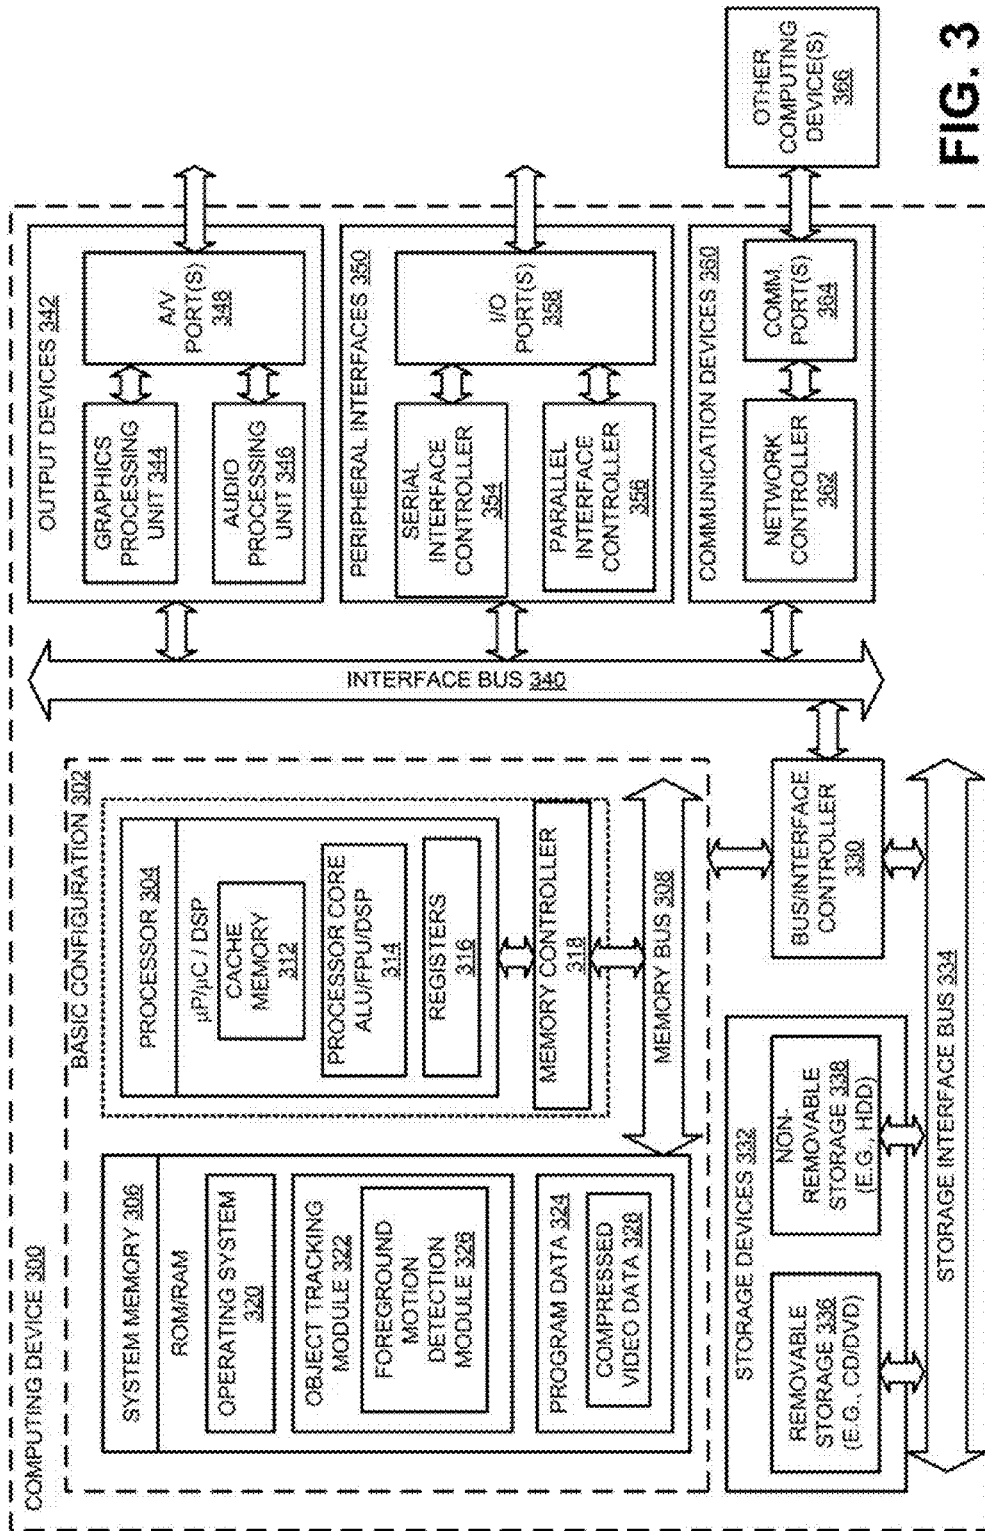 COMPUTING DEVICE 300
BASIC CONFIGURATION 302
SYSTEM MEMORY 306
ROM/RAM
OPERATING SYSTEM
320
OBJECT TRACKING
MODULE 322
FOREGROUND
MOTION
DETECTION
MODULE 326
PROGRAM DATA 324
COMPRESSED
VIDEO DATA 328
PROCESSOR 304
µP/µC / DSP
CACHE
MEMORY
312
PROCESSOR CORE
ALU/FPU/DSP
314
REGISTERS
316
MEMORY CONTROLLER
318
MEMORY BUS 308
STORAGE DEVICES 332
REMOVABLE
STORAGE 336
(E.G., CD/DVD)
NON-
REMOVABLE
STORAGE 338
(E.G., HDD)
BUS/INTERFACE
CONTROLLER
330
STORAGE INTERFACE BUS 334
INTERFACE BUS 340
OUTPUT DEVICES 342
GRAPHICS
PROCESSING
UNIT 344
AUDIO
PROCESSING
UNIT 346
A/V
PORT(S)
348
PERIPHERAL INTERFACES 350
SERIAL
INTERFACE
CONTROLLER
354
PARALLEL
INTERFACE
CONTROLLER
356
I/O
PORT(S)
358
COMMUNICATION DEVICES 360
NETWORK
CONTROLLER
362
COMM
PORT(S)
364
OTHER
COMPUTING
DEVICE(S)
366
FIG. 3